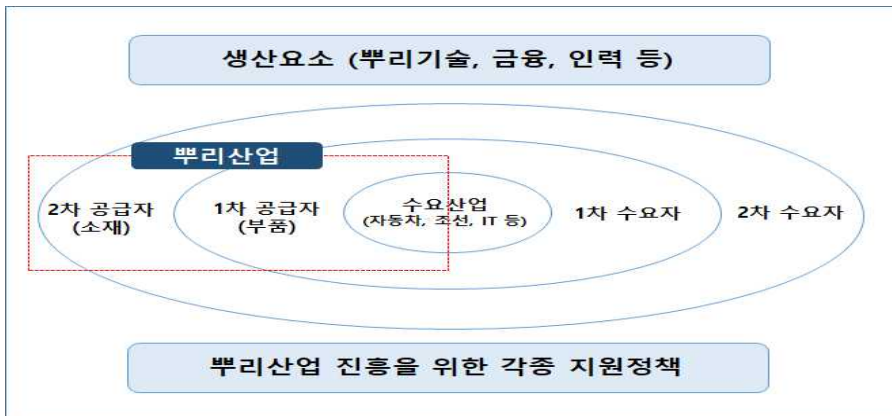 생산요소 (뿌리기술, 금융, 인력 등)
뿌리산업
2차 공급자
(소재)
1차 공급자
(부품)
수요산업
(자동차, 조선, IT 등)
1차 수요자
2차 수요자
뿌리산업 진흥을 위한 각종 지원정책